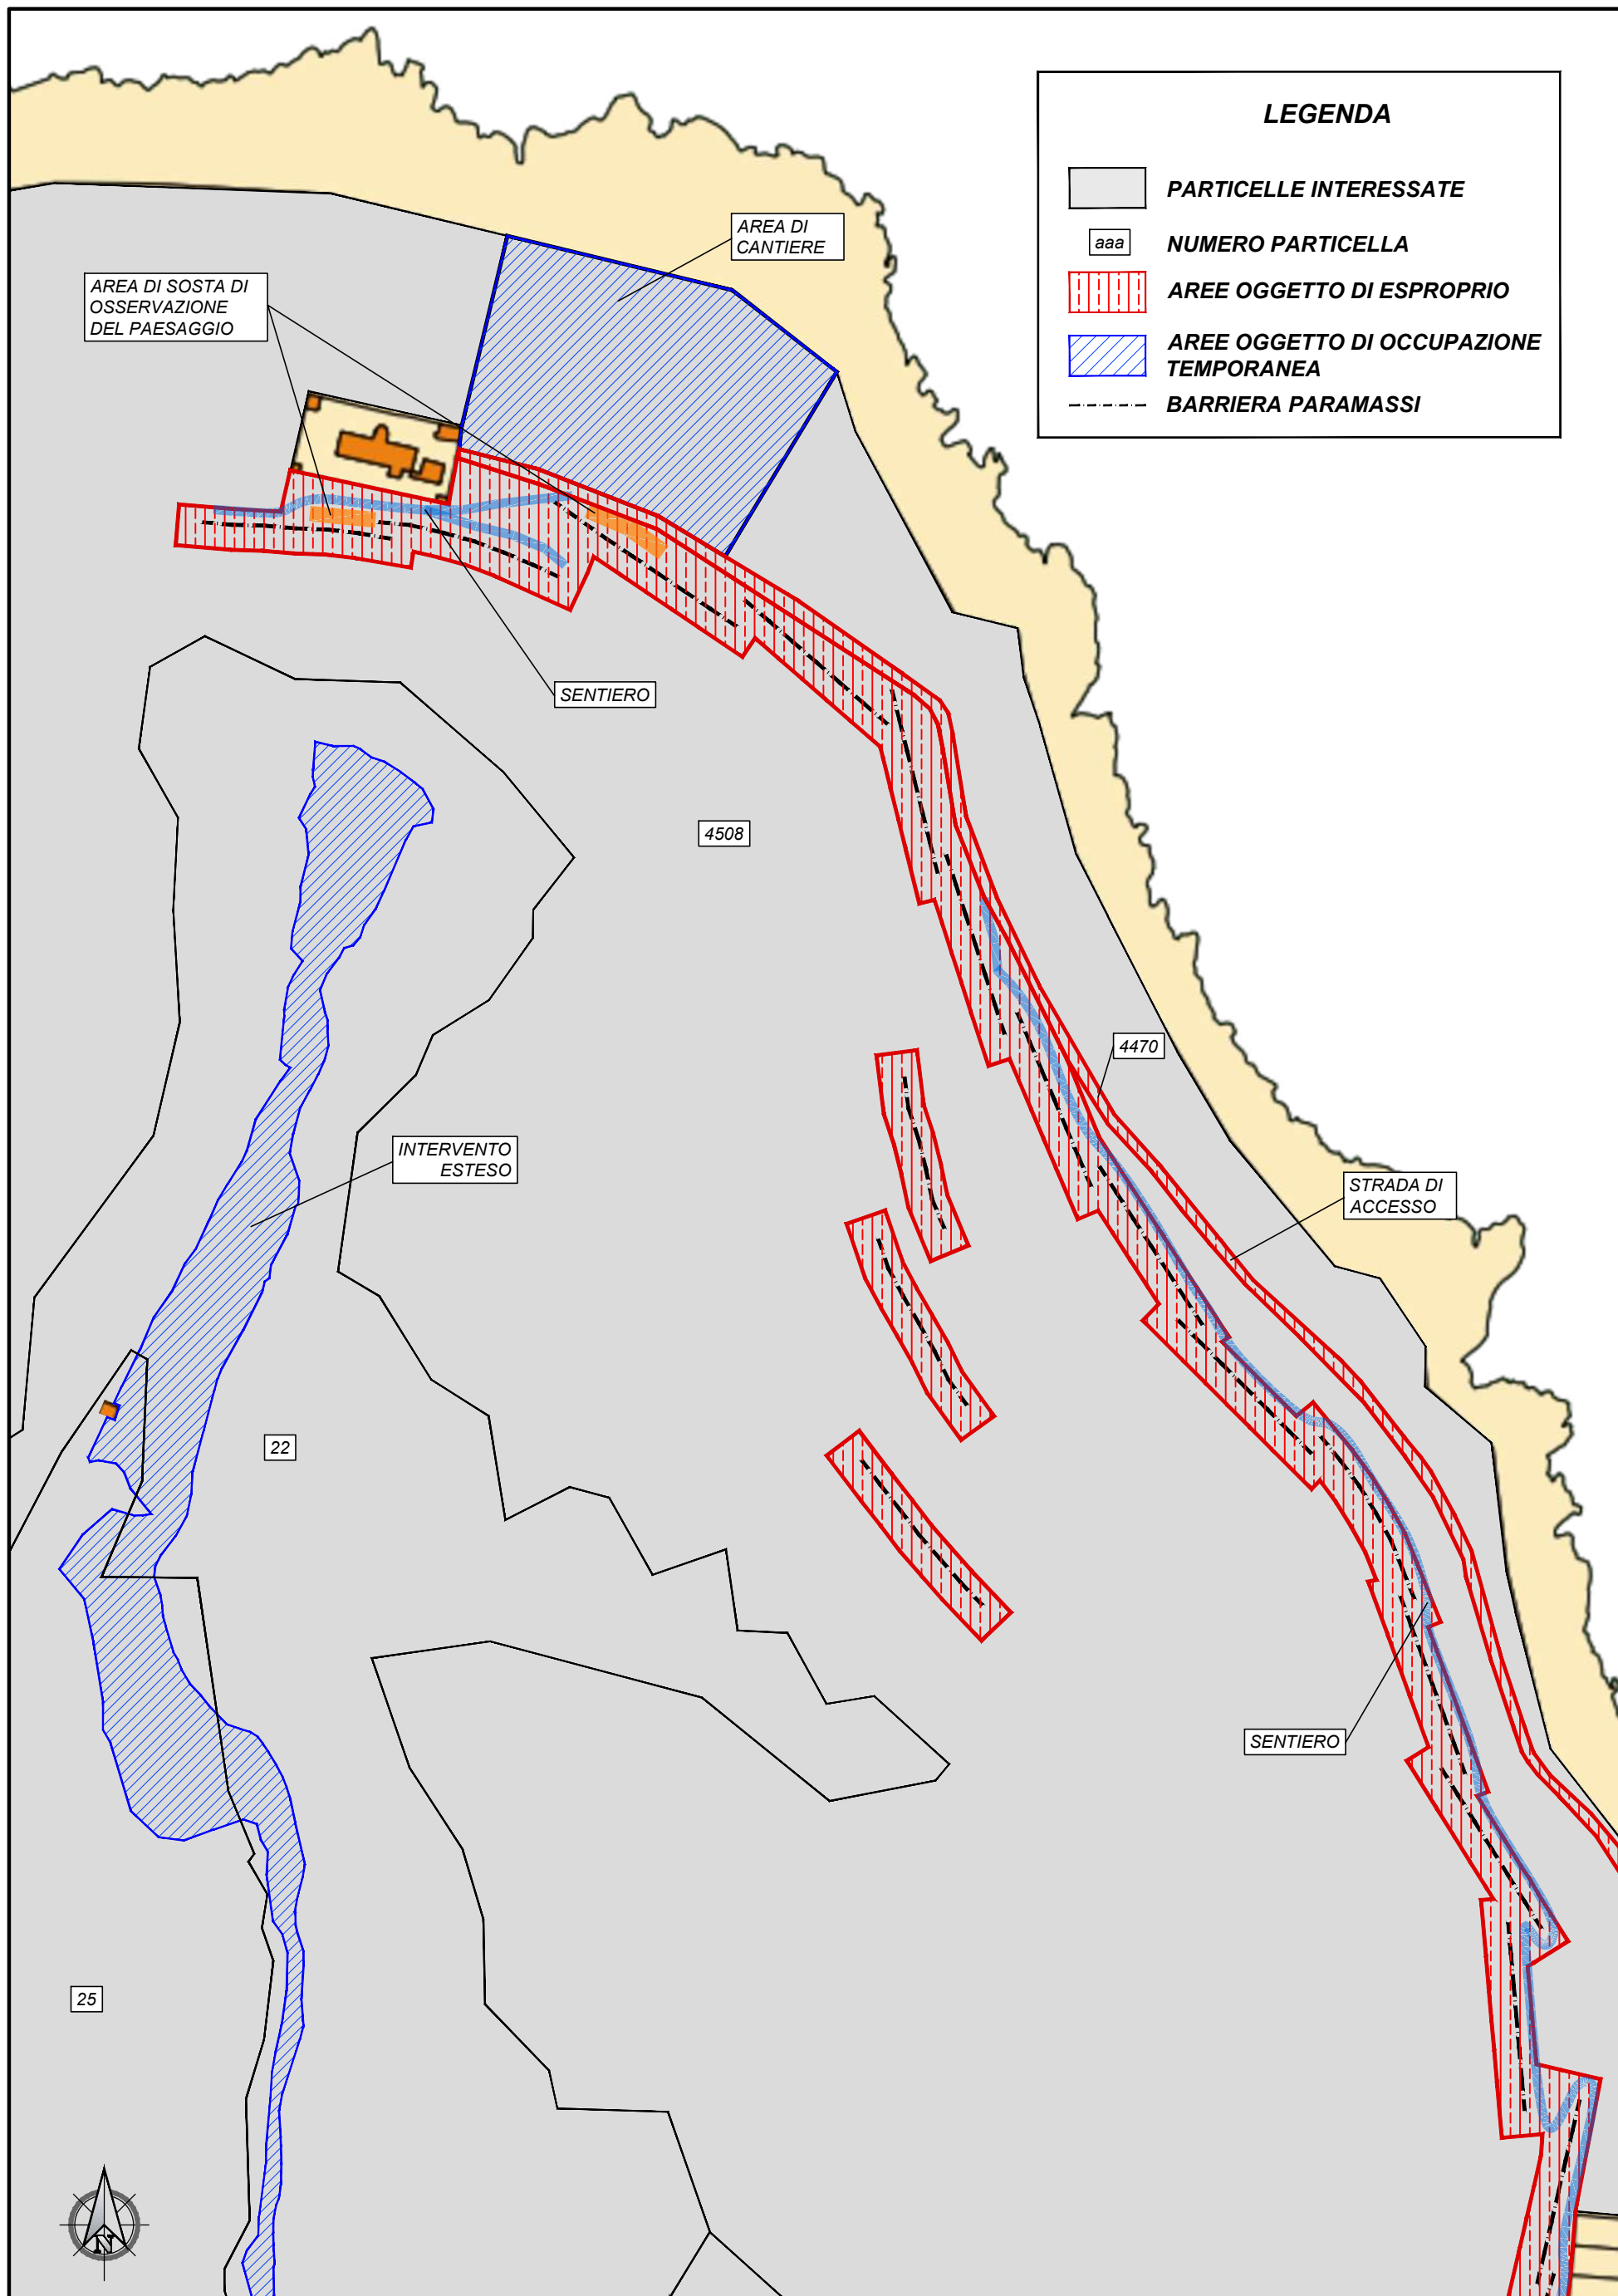 LEGENDA
PARTICELLE INTERESSATE
aaa
NUMERO PARTICELLA
AREE OGGETTO DI ESPROPRIO
AREE OGGETTO DI OCCUPAZIONE
TEMPORANEA
BARRIERA PARAMASSI
AREA DI
CANTIERE
AREA DI SOSTA DI
OSSERVAZIONE
DEL PAESAGGIO
SENTIERO
4508
4470
INTERVENTO
ESTESO
STRADA DI
ACCESSO
22
SENTIERO
25
N